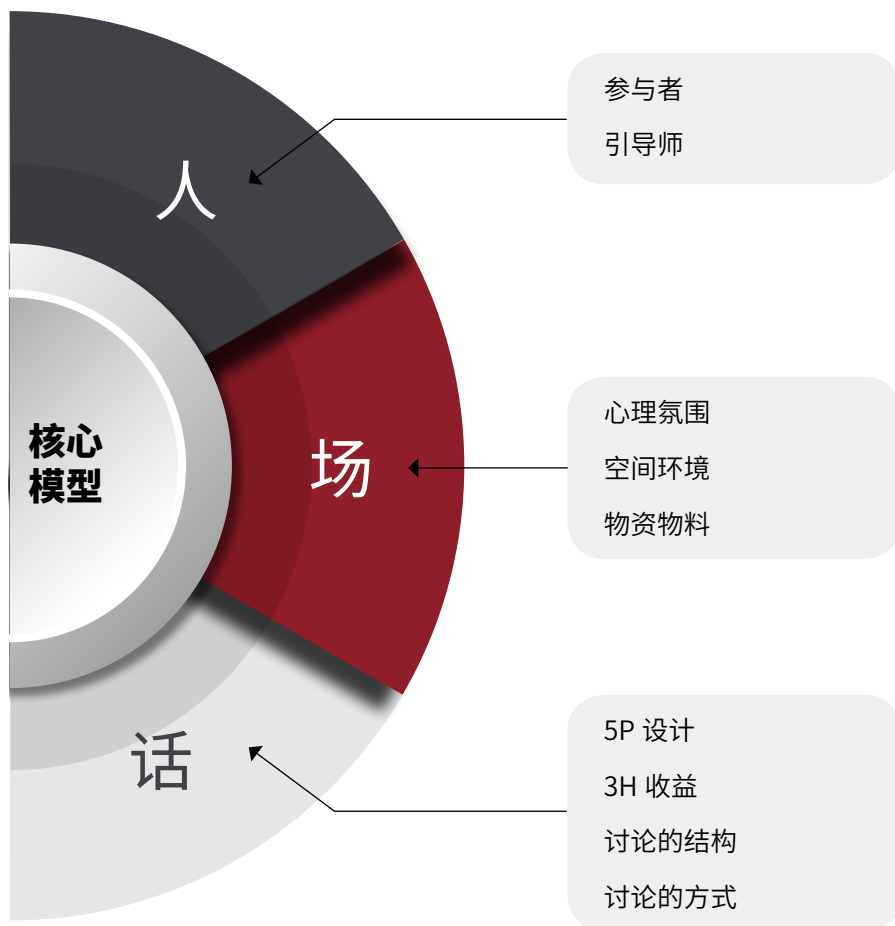 人
参与者
引导师
核心
模型
场
心理氛围
空间环境
物资物料
话
5P 设计
3H 收益
讨论的结构
讨论的方式